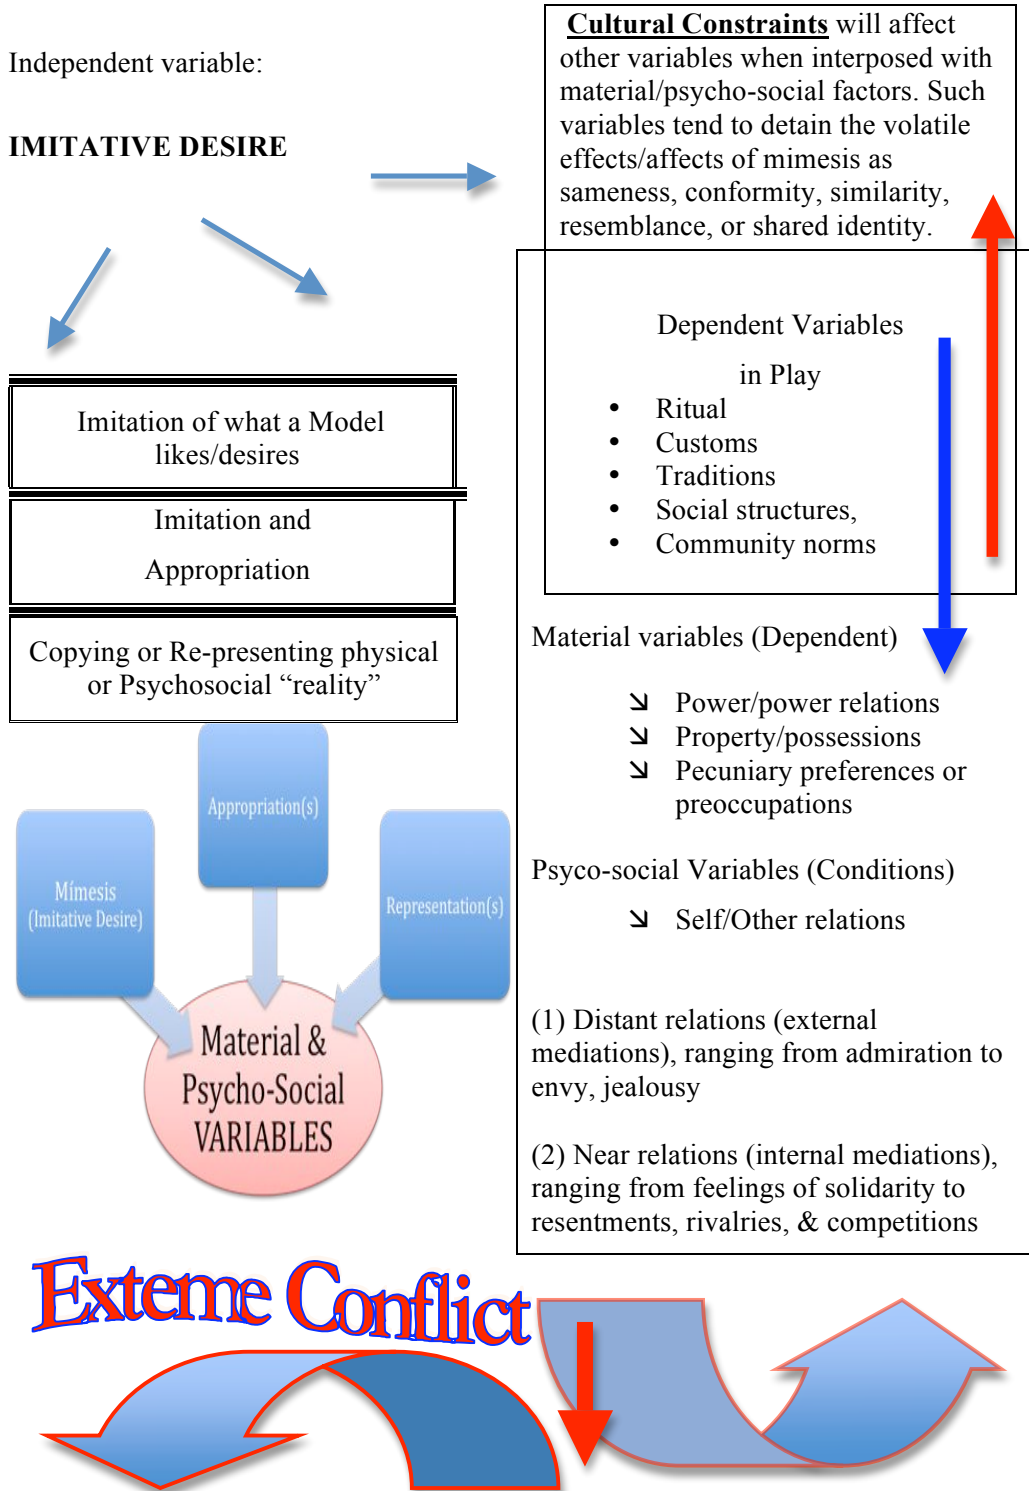 Independent variable:
IMITATIVE DESIRE
Cultural Constraints will affect
other variables when interposed with
material/psycho-social factors. Such
variables tend to detain the volatile
effects/affects of mimesis as
sameness, conformity, similarity,
resemblance, or shared identity.
Dependent Variables
in Play
• Ritual
• Customs
• Traditions
• Social structures,
• Community norms
Imitation of what a Model
likes/desires
Imitation and
Appropriation
Copying or Re-presenting physical
or Psychosocial “reality”
Material variables (Dependent)
Power/power relations
Property/possessions
Pecuniary preferences or
preoccupations
Psyco-social Variables (Conditions)
Self/Other relations
(1) Distant relations (external
mediations), ranging from admiration to
envy, jealousy
(2) Near relations (internal mediations),
ranging from feelings of solidarity to
resentments, rivalries, & competitions
Mímesis
(Imitative Desire)
Appropriation(s)
Representation(s)
Material &
Psycho-Social
VARIABLES
Exteme Conflict